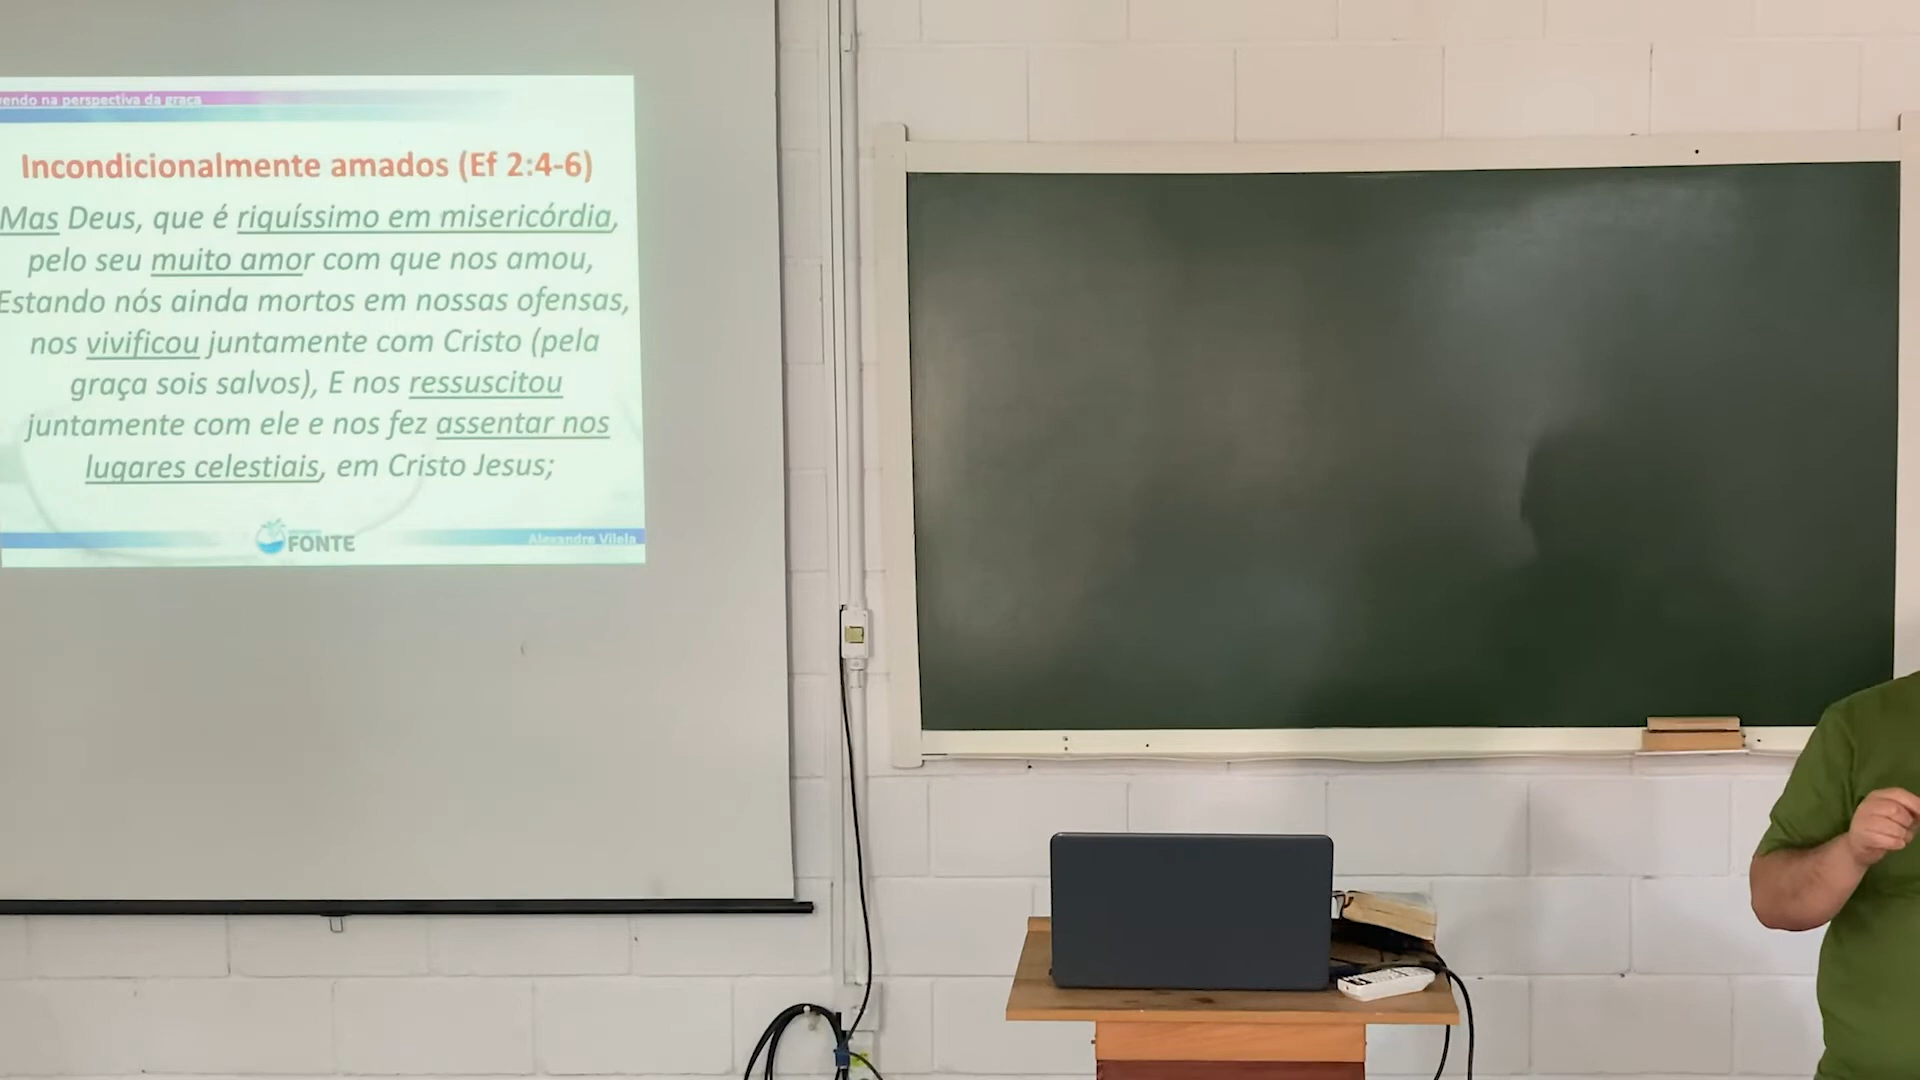 na perspectiva da graça
Incondicionalmente amados (Ef 2:4-6)
Mas Deus, que é riquíssimo em misericórdia,
pelo seu muito amor com que nos amou,
Estando nós ainda mortos em nossas ofensas,
nos vivificou juntamente com Cristo (pela
graça sois salvos), E nos ressuscitou
juntamente com ele e nos fez assentar nos
lugares celestiais, em Cristo Jesus;
FONTE
Alexandre Vilela